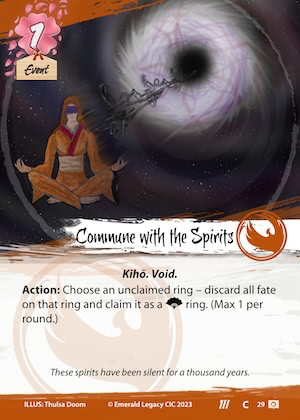 1
Event
Commune with the Spirits
Kihō. Void.
Action: Choose an unclaimed ring – discard all fate
on that ring and claim it as a ring. (Max 1 per
round.)
These spirits have been silent for a thousand years.
ILLUS: Thulsa Doom © Emerald Legacy CIC 2023 C 29